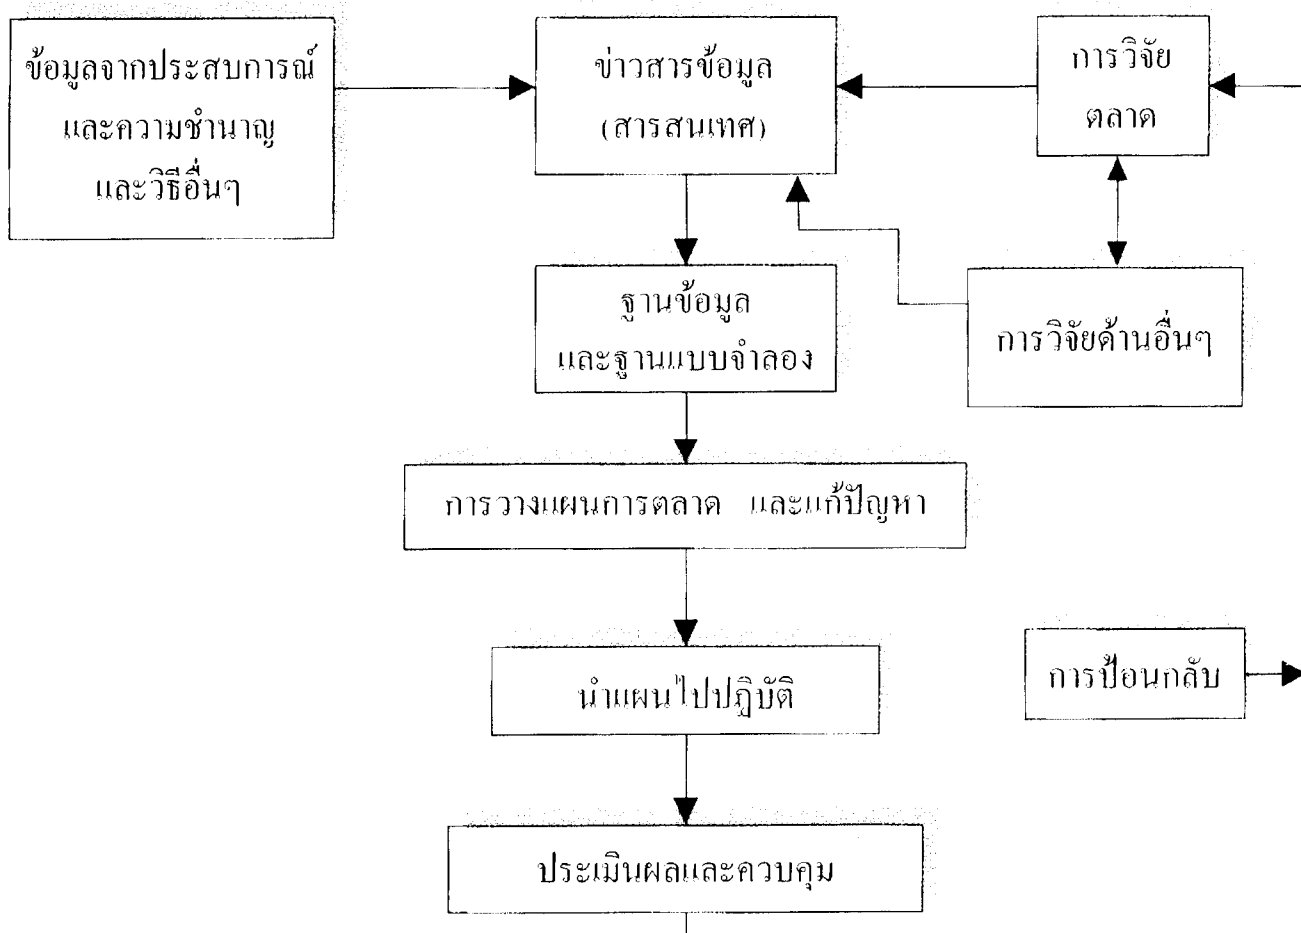 ข้อมูลจากประสบการณ์
และความชำนาญ
และวิธีอื่นๆ
ข่าวสารข้อมูล
(สารสนเทศ)
การวิจัย
ตลาด
ฐานข้อมูล
และฐานแบบจำลอง
การวิจัยด้านอื่นๆ
การวางแผนการตลาด และแก้ปัญหา
นำแผนไปปฏิบัติ
การป้อนกลับ
ประเมินผลและควบคุม